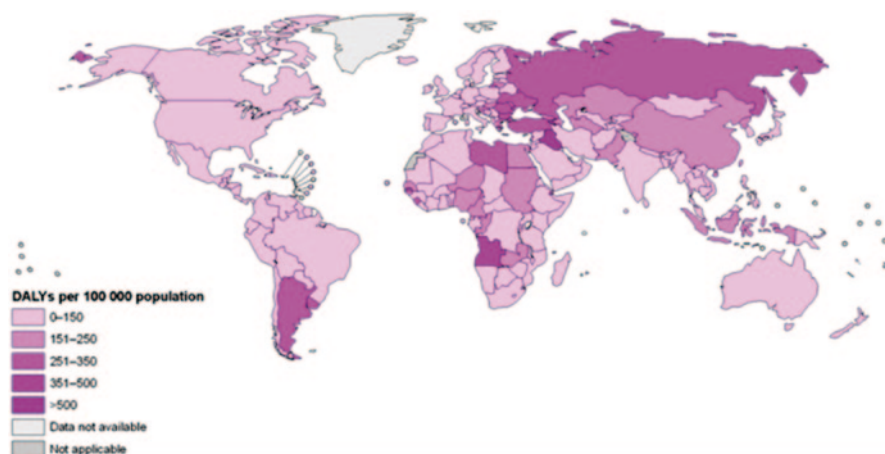 DALYs per 100 000 population
0–150
151–250
251–350
351–500
>500
Data not available
Not applicable